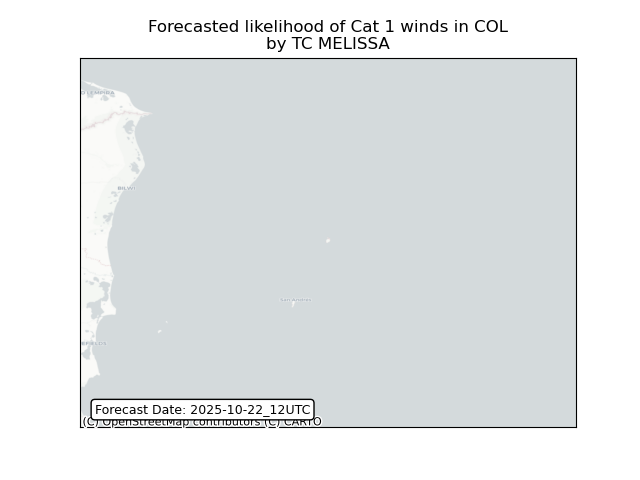 Forecasted likelihood of Cat 1 winds in COL
by TC MELISSA
BILWI
Forecast Date: 2025-10-22_12UTC
(C) OpenStreetMap contributors (C) CARTO